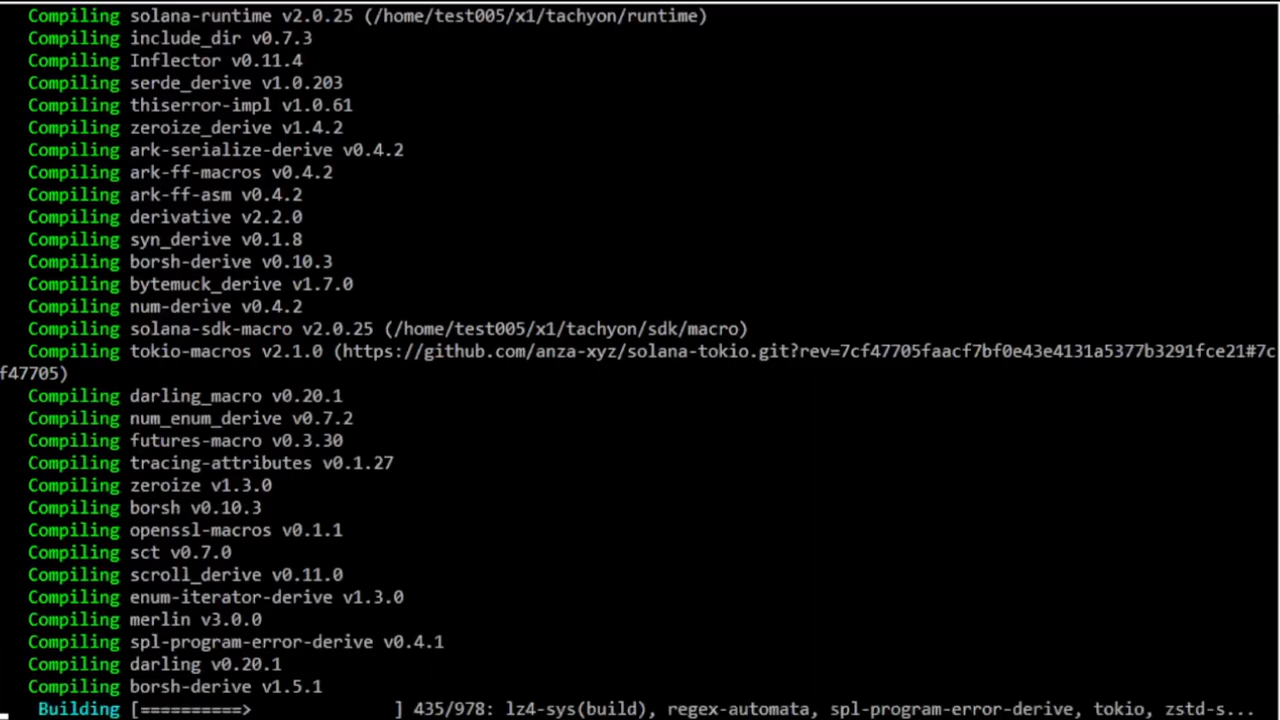 Compiling solana-runtime v2.0.25 (/home/test005/x1/tachyon/runtime)
Compiling include_dir v0.7.3
Compiling Inflector v0.11.4
Compiling serde_derive v1.0.203
Compiling thiserror-impl v1.0.61
Compiling zeroize_derive v1.4.2
Compiling ark-serialize-derive v0.4.2
Compiling ark-ff-macros v0.4.2
Compiling ark-ff-asm v0.4.2
Compiling derivative v2.2.0
Compiling syn_derive v0.1.8
Compiling borsh-derive v0.10.3
Compiling bytemuck_derive v1.7.0
Compiling num-derive v0.4.2
Compiling solana-sdk-macro v2.0.25 (/home/test005/x1/tachyon/sdk/macro)
Compiling tokio-macros v2.1.0 (https://github.com/anza-xyz/solana-tokio.git?rev=7cf47705faacf7bf0e43e4131a5377b3291fce21#7c
f47705)
Compiling darling_macro v0.20.1
Compiling num_enum_derive v0.7.2
Compiling futures-macro v0.3.30
Compiling tracing-attributes v0.1.27
Compiling zeroize v1.3.0
Compiling borsh v0.10.3
Compiling openssl-macros v0.1.1
Compiling sct v0.7.0
Compiling scroll_derive v0.11.0
Compiling enum-iterator-derive v1.3.0
Compiling merlin v3.0.0
Compiling spl-program-error-derive v0.4.1
Compiling darling v0.20.1
Compiling borsh-derive v1.5.1
Building [==========>              ] 435/978: lz4-sys(build), regex-automata, spl-program-error-derive, tokio, zstd-s...